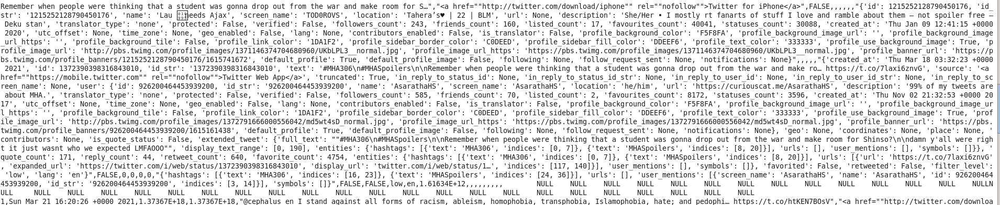 Remember when people were thinking that a student was gonna drop out from the war and make room for S…","<a href=""http://twitter.com/download/iphone"" rel=""nofollow"">Twitter for iPhone</a>",FALSE,,,,,,"{'id': 1215252128790450176, 'id_
str': '1215252128790450176', 'name': 'Lau needs Ajax', 'screen_name': 'TOD0ROVS', 'location': 'Tahera's♥ | 22 | BLM', 'url': None, 'description': 'She/Her • I mostly rt fanarts of stuff I love and ramble about them — not spoiler free —
Deku stan', 'translator_type': 'none', 'protected': False, 'verified': False, 'followers_count': 243, 'friends_count': 160, 'listed_count': 17, 'favourites_count': 40041, 'statuses_count': 30088, 'created_at': 'Thu Jan 09 12:41:15 +0000
2020', 'utc_offset': None, 'time_zone': None, 'geo_enabled': False, 'lang': None, 'contributors_enabled': False, 'is_translator': False, 'profile_background_color': 'F5F8FA', 'profile_background_image_url': '', 'profile_background_image
_url_https': '', 'profile_background_tile': False, 'profile_link_color': '1DA1F2', 'profile_sidebar_border_color': 'C0DEED', 'profile_sidebar_fill_color': 'DDEEF6', 'profile_text_color': '333333', 'profile_use_background_image': True, 'p
rofile_image_url': 'http://pbs.twimg.com/profile_images/1371146374704680960/UKbLPL3__normal.jpg', 'profile_image_url_https': 'https://pbs.twimg.com/profile_images/1371146374704680960/UKbLPL3__normal.jpg', 'profile_banner_url': 'https://p
bs.twimg.com/profile_banners/1215252128790450176/1615741672', 'default_profile': True, 'default_profile_image': False, 'following': None, 'follow_request_sent': None, 'notifications': None}",,,,,"{'created_at': 'Thu Mar 18 03:32:23 +0000
2021', 'id': 1372390398316843010, 'id_str': '1372390398316843010', 'text': '#MHA306\n#MHASpoilers\n\nRemember when people were thinking that a student was gonna drop out from the war and make ro… https://t.co/7laxi6znvG', 'source': '<a
href=""https://mobile.twitter.com"" rel=""nofollow"">Twitter Web App</a>', 'truncated': True, 'in_reply_to_status_id': None, 'in_reply_to_status_id_str': None, 'in_reply_to_user_id': None, 'in_reply_to_user_id_str': None, 'in_reply_to_sc
reen_name': None, 'user': {'id': 926200464453939200, 'id_str': '926200464453939200', 'name': 'AsarathaHS', 'screen_name': 'AsarathaHS', 'location': 'he/him', 'url': 'https://curiouscat.me/AsarathaHS', 'description': '99% of my tweets are
about MHA.', 'translator_type': 'none', 'protected': False, 'verified': False, 'followers_count': 585, 'friends_count': 70, 'listed_count': 2, 'favourites_count': 8172, 'statuses_count': 3596, 'created_at': 'Thu Nov 02 21:32:53 +0000 20
17', 'utc_offset': None, 'time_zone': None, 'geo_enabled': False, 'lang': None, 'contributors_enabled': False, 'is_translator': False, 'profile_background_color': 'F5F8FA', 'profile_background_image_url': '', 'profile_background_image_ur
l_https': '', 'profile_background_tile': False, 'profile_link_color': '1DA1F2', 'profile_sidebar_border_color': 'C0DEED', 'profile_sidebar_fill_color': 'DDEEF6', 'profile_text_color': '333333', 'profile_use_background_image': True, 'prof
ile_image_url': 'http://pbs.twimg.com/profile_images/1372791666000556042/md5wt4sD_normal.jpg', 'profile_image_url_https': 'https://pbs.twimg.com/profile_images/1372791666000556042/md5wt4sD_normal.jpg', 'profile_banner_url': 'https://pbs.
twimg.com/profile_banners/926200464453939200/1615161438', 'default_profile': True, 'default_profile_image': False, 'following': None, 'follow_request_sent': None, 'notifications': None}, 'geo': None, 'coordinates': None, 'place': None, '
contributors': None, 'is_quote_status': False, 'extended_tweet': {'full_text': ""#MHA306\n#MHASpoilers\n\nRemember when people were thinking that a student was gonna drop out from the war and make room for Shinso?\n\ndamn y'all were righ
t it just wasnt who we expected LMFAOOO"", 'display_text_range': [0, 190], 'entities': {'hashtags': [{'text': 'MHA306', 'indices': [0, 7]}, {'text': 'MHASpoilers', 'indices': [8, 20]}], 'urls': [], 'user_mentions': [], 'symbols': []}}, '
quote_count': 171, 'reply_count': 44, 'retweet_count': 640, 'favorite_count': 4754, 'entities': {'hashtags': [{'text': 'MHA306', 'indices': [0, 7]}, {'text': 'MHASpoilers', 'indices': [8, 20]}], 'urls': [{'url': 'https://t.co/7laxi6znvG'
, 'expanded_url': 'https://twitter.com/i/web/status/1372390398316843010', 'display_url': 'twitter.com/i/web/status/1…', 'indices': [117, 140]}], 'user_mentions': [], 'symbols': []}, 'favorited': False, 'retweeted': False, 'filter_level':
'low', 'lang': 'en'}",FALSE,0,0,0,0,"{'hashtags': [{'text': 'MHA306', 'indices': [16, 23]}, {'text': 'MHASpoilers', 'indices': [24, 36]}], 'urls': [], 'user_mentions': [{'screen_name': 'AsarathaHS', 'name': 'AsarathaHS', 'id': 926200464
453939200, 'id_str': '926200464453939200', 'indices': [3, 14]}], 'symbols': []}",FALSE,FALSE,low,en,1.61634E+12,,,,,,,,, NULL NULL NULL NULL NULL NULL NULL NULL NULL NULL NULL NULL NULL NULLN
ULL NULL NULL NULL NULL NULL NULL NULL NULL NULL NULL NULL NULL NULL NULL NULL NULL NULL NULL NULL NULL NULL NULL
1,Sun Mar 21 16:20:26 +0000 2021,1.37367E+18,1.37367E+18,"@cephalus en I stand against all forms of racism, ableism, homophobia, transphobia, Islamophobia, hate; and pedophi… https://t.co/htKEN7BOsV","<a href=""http://twitter.com/downloa